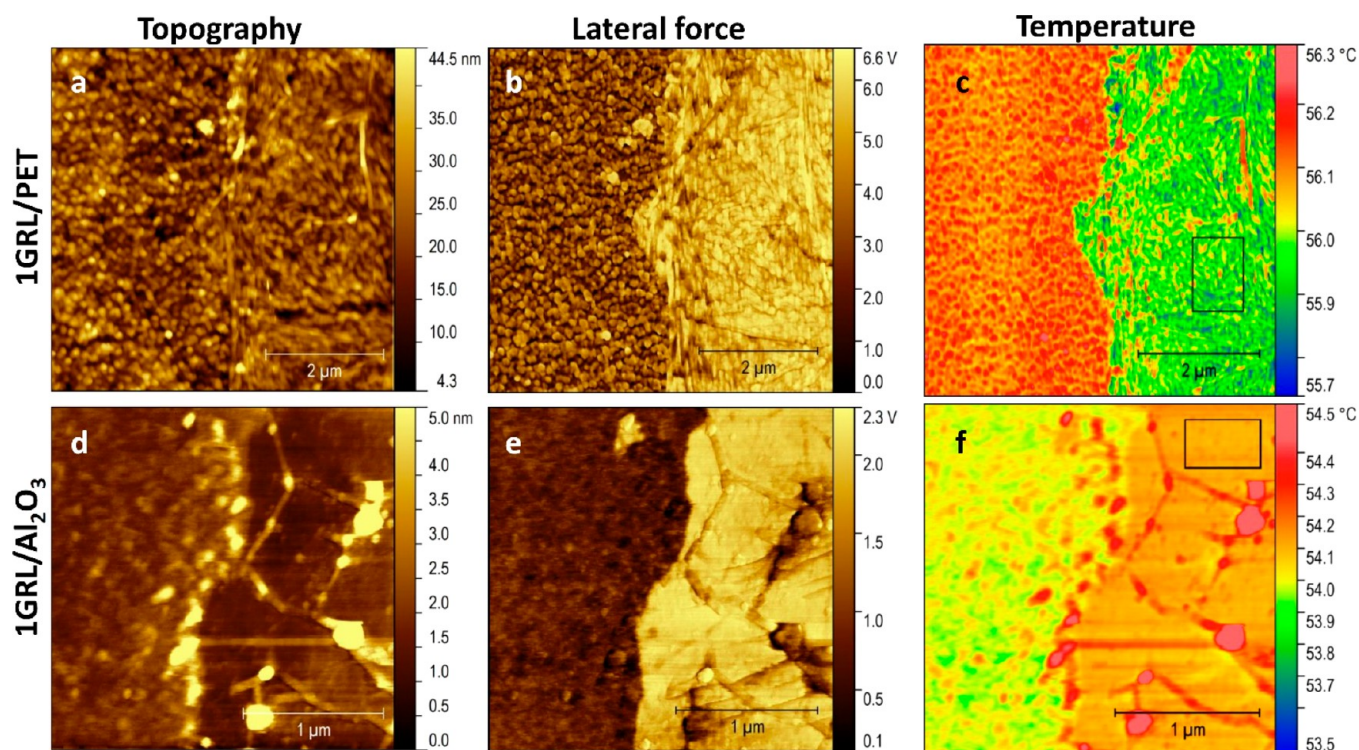 Topography
Lateral force
Temperature
1GRL/PET
a
2 µm
44.5 nm
40.0
35.0
30.0
25.0
20.0
15.0
10.0
4.3
b
2 µm
6.6 V
6.0
5.0
4.0
3.0
2.0
1.0
0.0
c
2 µm
56.3 °C
56.2
56.1
56.0
55.9
55.8
55.7
1GRL/Al₂O₃
d
1 µm
5.0 nm
4.0
3.5
3.0
2.5
2.0
1.5
1.0
0.5
0.0
e
1 µm
2.3 V
2.0
1.5
1.0
0.5
0.1
f
1 µm
54.5 °C
54.4
54.3
54.2
54.1
54.0
53.9
53.8
53.7
53.6
53.5